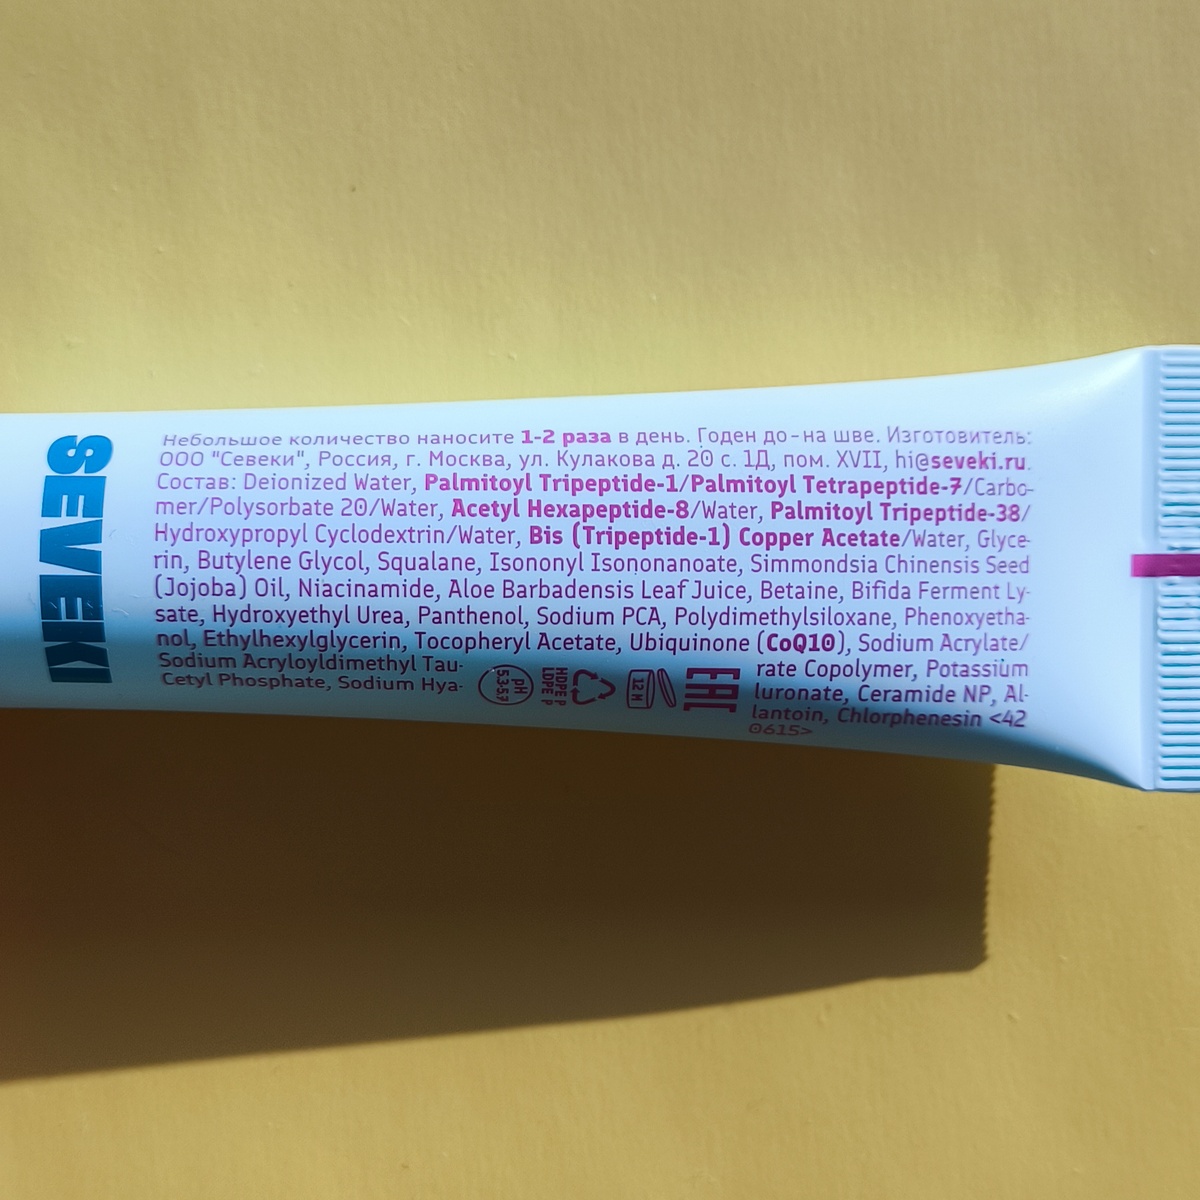 SEVEKI
Небольшое количество наносите 1-2 раза в день. Годен до - на шве. Изготовитель:
ООО "Севеки", Россия, г. Москва, ул. Кулакова д. 20 с. 1Д, пом. XVII, hi@seveki.ru.
Состав: Deionized Water, Palmitoyl Tripeptide-1/Palmitoyl Tetrapeptide-7/Carbo-
mer/Polysorbate 20/Water, Acetyl Hexapeptide-8/Water, Palmitoyl Tripeptide-38/
Hydroxypropyl Cyclodextrin/Water, Bis (Tripeptide-1) Copper Acetate/Water, Glyce-
rin, Butylene Glycol, Squalane, Isononyl Isononanoate, Simmondsia Chinensis Seed
(Jojoba) Oil, Niacinamide, Aloe Barbadensis Leaf Juice, Betaine, Bifida Ferment Ly-
sate, Hydroxyethyl Urea, Panthenol, Sodium PCA, Polydimethylsiloxane, Phenoxyetha-
nol, Ethylhexylglycerin, Tocopheryl Acetate, Ubiquinone (CoQ10), Sodium Acrylate/
Sodium Acryloyldimethyl Tau- rate Copolymer, Potassium
Cetyl Phosphate, Sodium Hya- luronate, Ceramide NP, Al-
lantoin, Chlorphenesin <42
0615>
pH
5.3-5.7
HDPE P
LDPE P
12 М
EAC